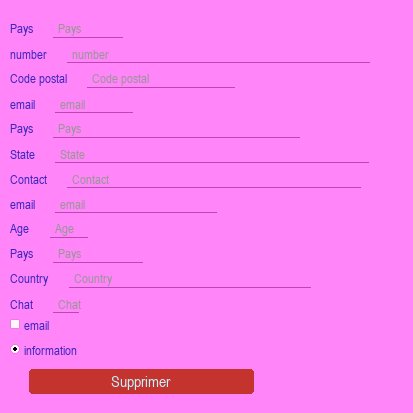 Pays Pays
number number
Code postal Code postal
email email
Pays Pays
State State
Contact Contact
email email
Age Age
Pays Pays
Country Country
Chat Chat
email
information
Supprimer